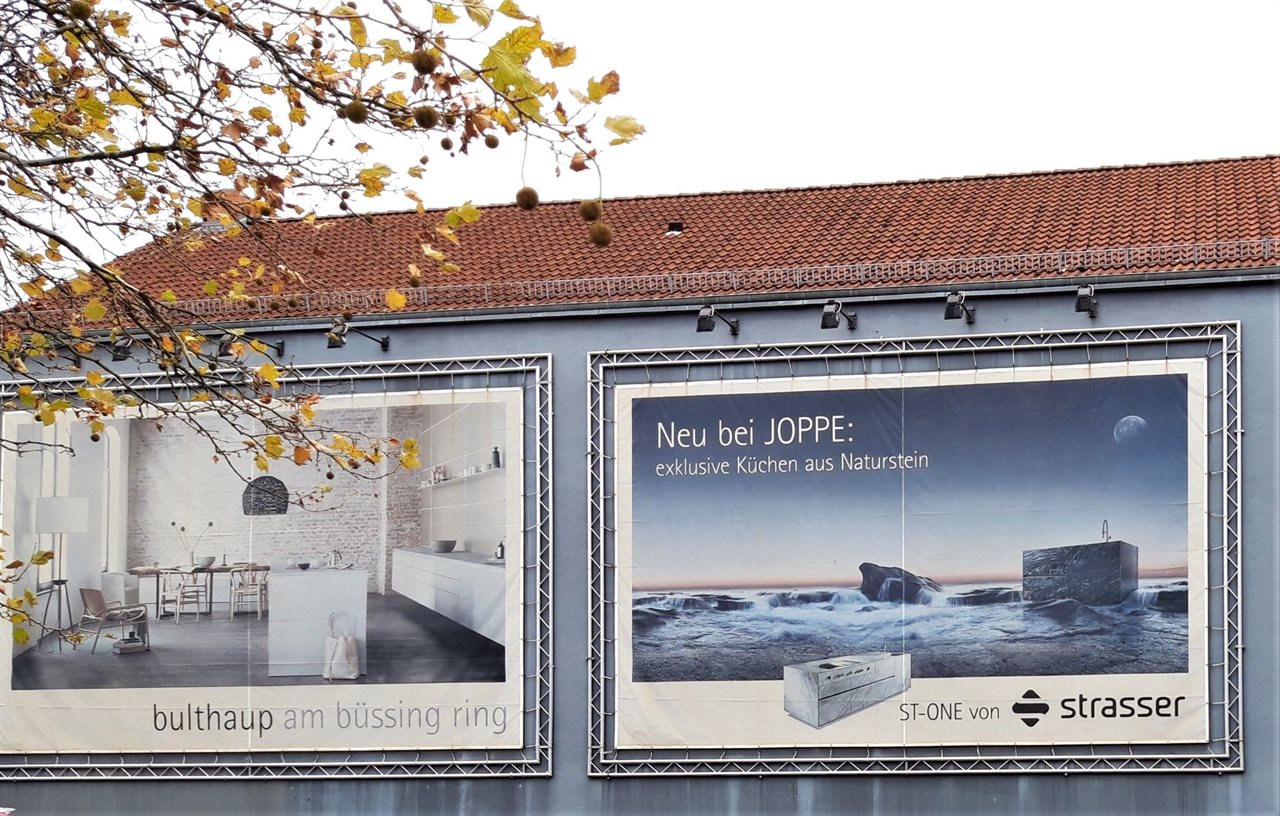 bulthaup am büssing ring
Neu bei JOPPE:
exklusive Küchen aus Naturstein
ST-ONE von strasser